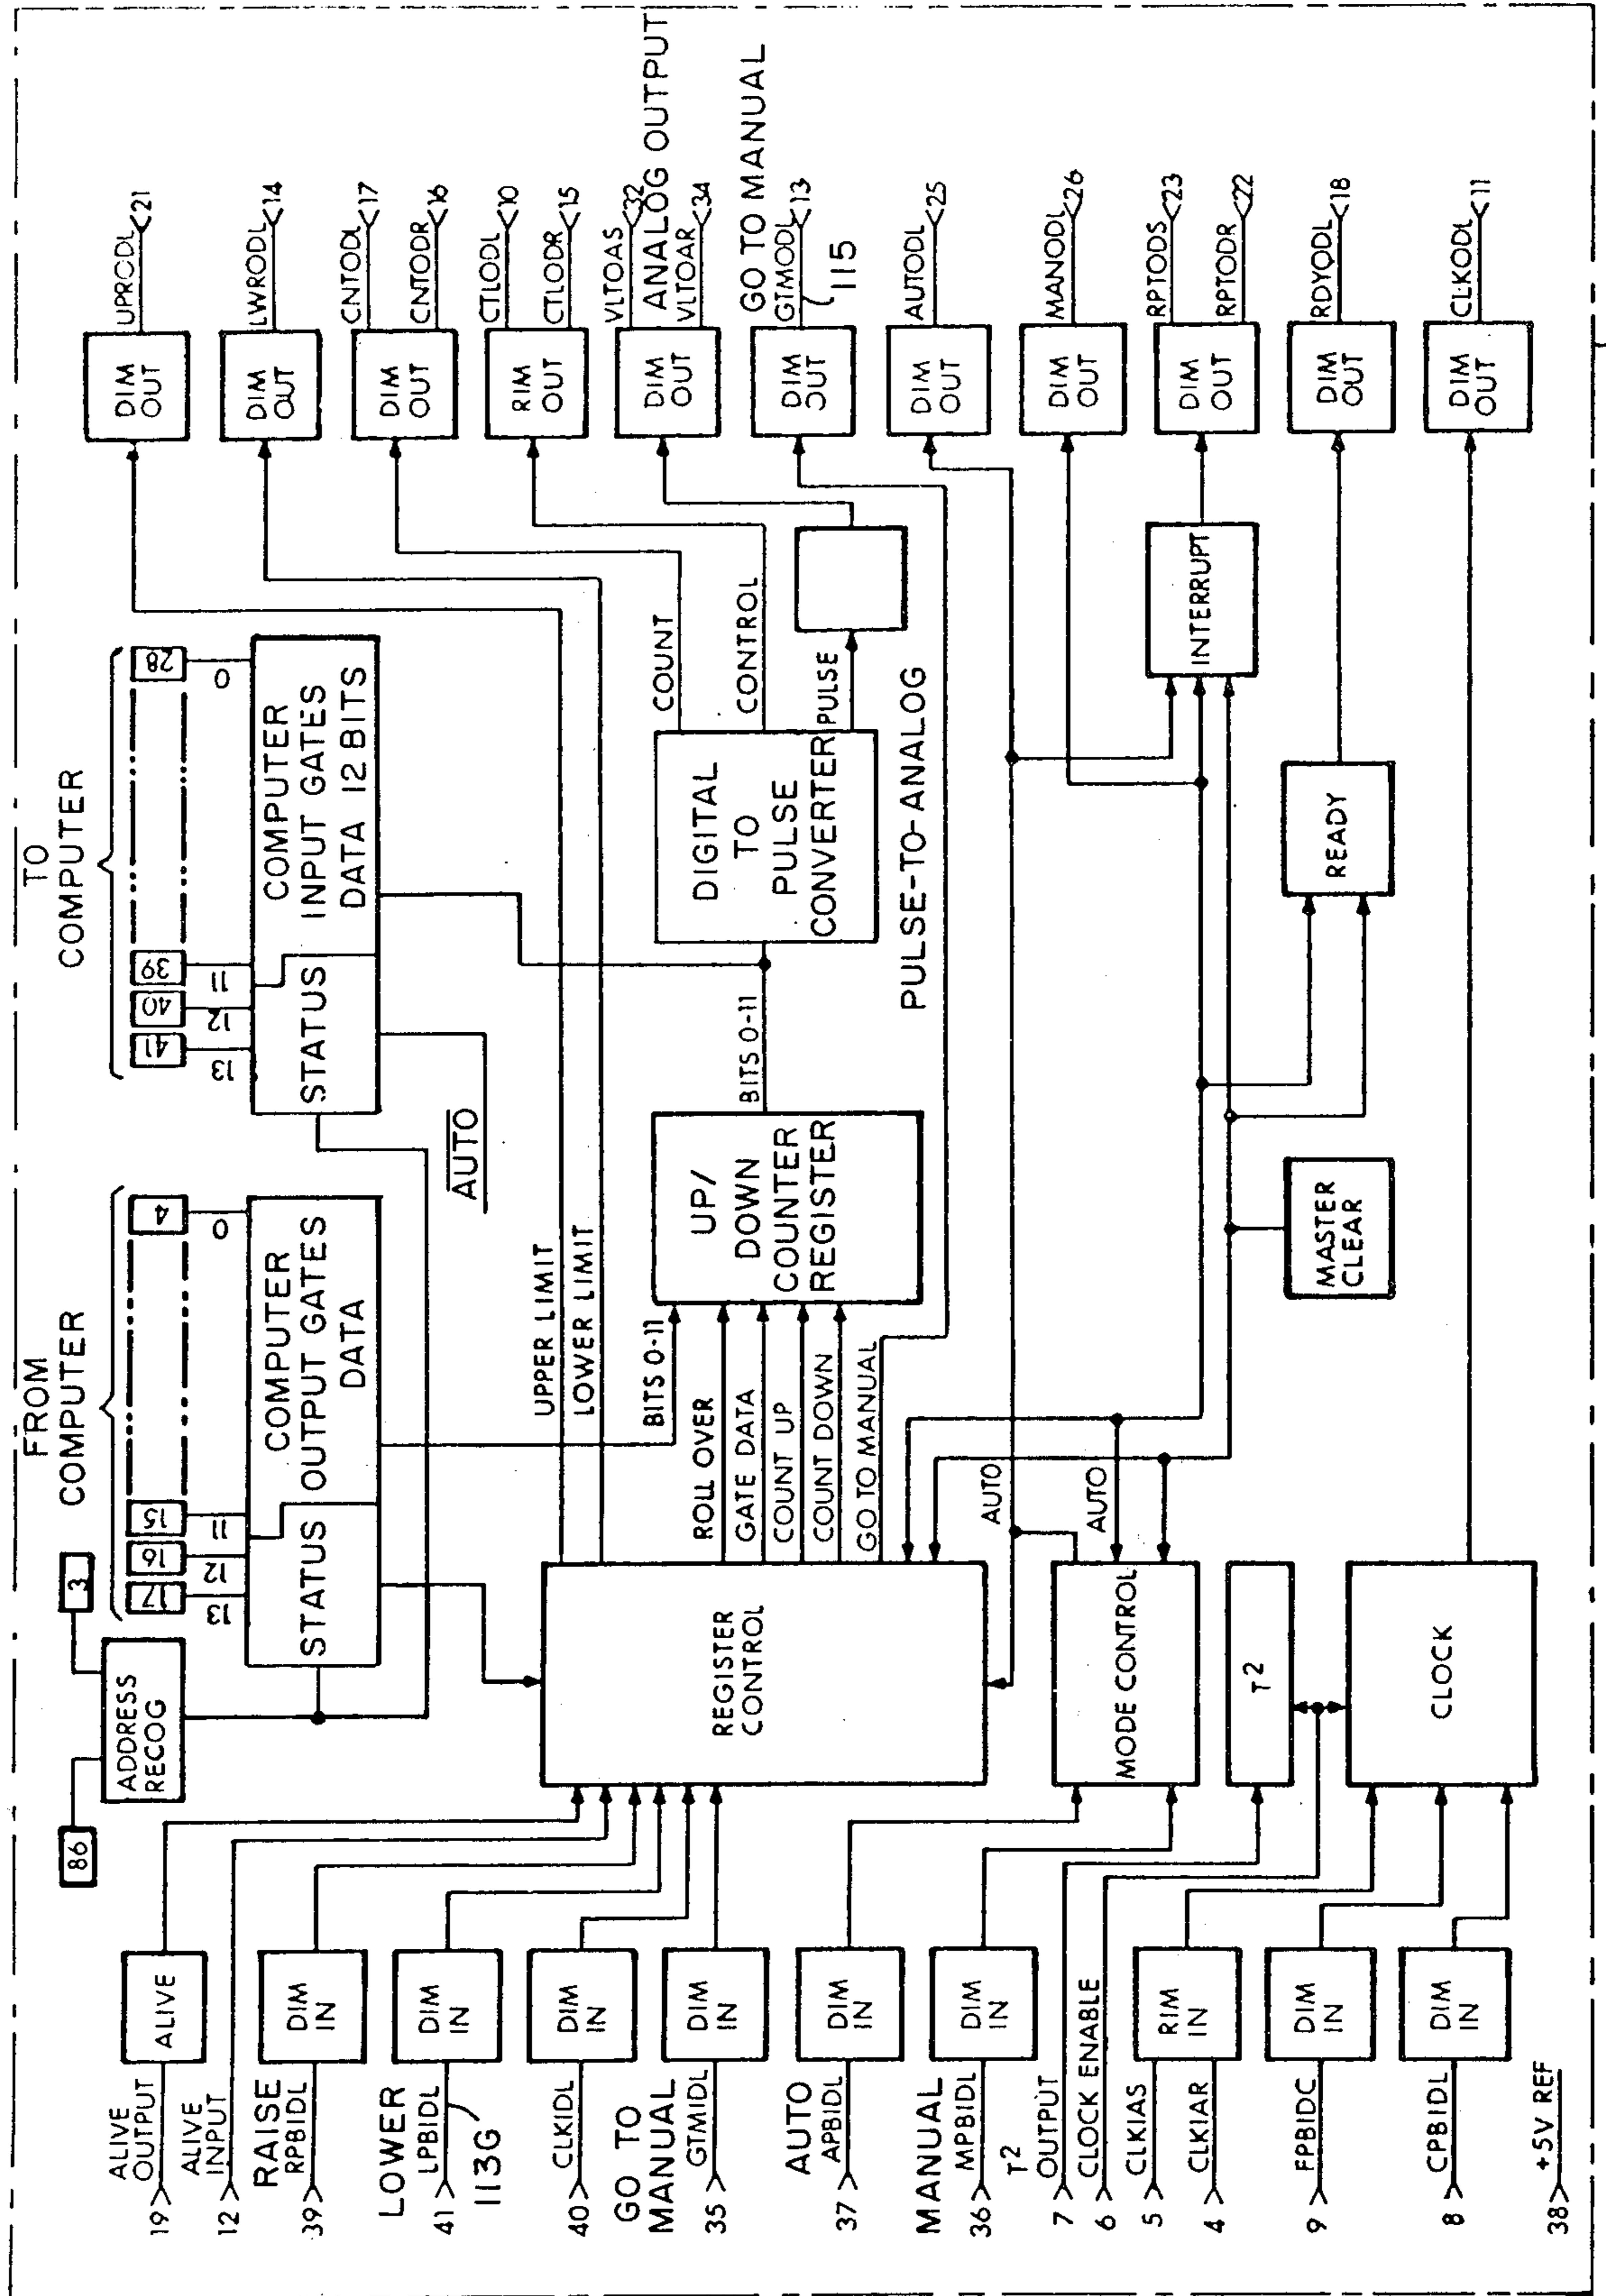 FROM
COMPUTER
TO
COMPUTER
86
3
ADDRESS
RECOG
17
16
15
4
13
12
11
0
STATUS
COMPUTER
OUTPUT GATES
DATA
41
40
39
28
13
12
11
0
STATUS
COMPUTER
INPUT GATES
DATA 12 BITS
AUTO
ALIVE
OUTPUT
19
ALIVE
ALIVE
INPUT
12
RAISE
RPBIDL
39
DIM
IN
LOWER
LPBIDL
41
113G
DIM
IN
CLKIDL
40
DIM
IN
GO TO
MANUAL
GTMIDL
35
DIM
IN
AUTO
APBIDL
37
DIM
IN
MANUAL
MPBIDL
36
DIM
IN
T2
OUTPUT
7
CLOCK ENABLE
6
CLKIAS
5
CLKIAR
4
RIM
IN
FPBIDC
9
DIM
IN
CPBIDL
8
DIM
IN
+5V REF
38
REGISTER
CONTROL
MODE CONTROL
T2
CLOCK
UPPER LIMIT
LOWER LIMIT
BITS 0-11
ROLL OVER
GATE DATA
COUNT UP
COUNT DOWN
GO TO MANUAL
AUTO
AUTO
UP/
DOWN
COUNTER
REGISTER
BITS 0-11
DIGITAL
TO
PULSE
CONVERTER
COUNT
CONTROL
PULSE
PULSE-TO-ANALOG
MASTER
CLEAR
READY
INTERRUPT
DIM
OUT
UPRODL
21
DIM
OUT
LWRODL
14
DIM
OUT
CNTODL
17
CNTODR
16
RIM
OUT
CTLODL
10
CTLODR
15
DIM
OUT
VLTOAS
32
ANALOG OUTPUT
VLTOAR
34
GO TO MANUAL
DIM
OUT
GTMODL
13
115
DIM
OUT
AUTODL
25
DIM
OUT
MANODL
26
DIM
OUT
RPTODS
23
RPTODR
22
DIM
OUT
RDYODL
18
DIM
OUT
CLKODL
11